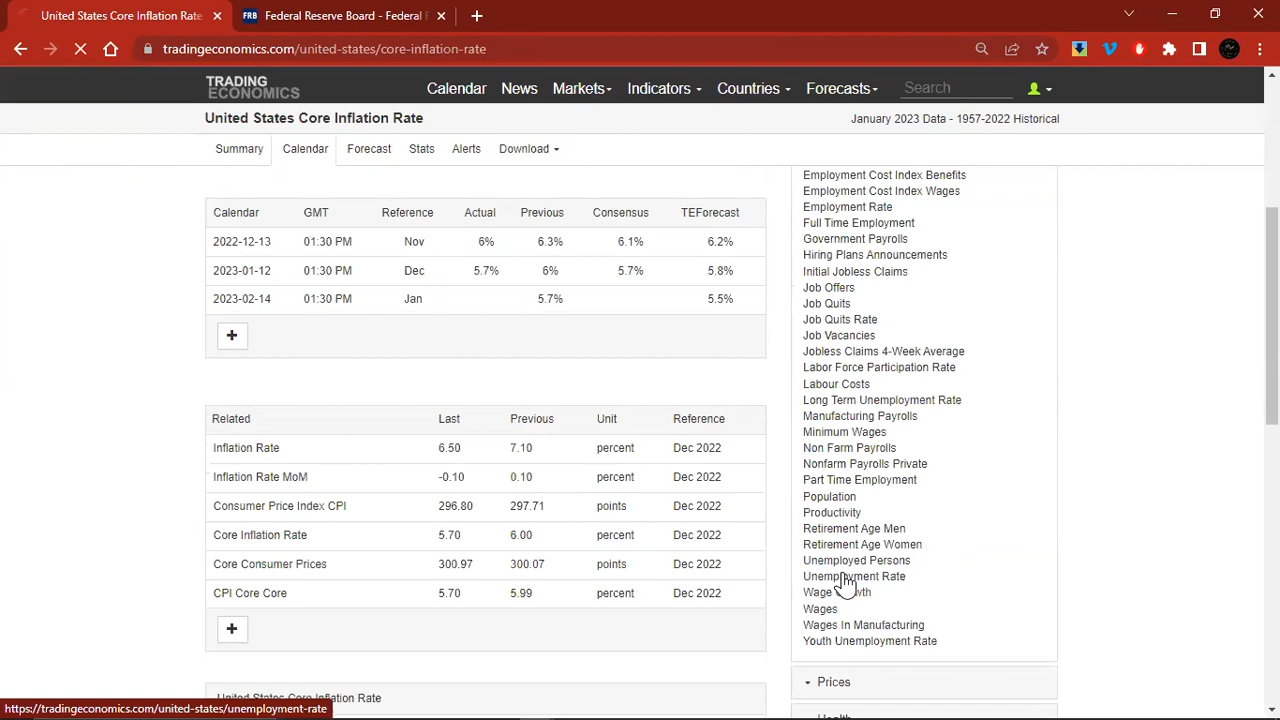 United States Core Inflation Rate
FRB Federal Reserve Board - Federal F
tradingeconomics.com/united-states/core-inflation-rate
TRADING
ECONOMICS
Calendar News Markets Indicators Countries Forecasts Search
United States Core Inflation Rate
January 2023 Data - 1957-2022 Historical
Summary Calendar Forecast Stats Alerts Download
Calendar GMT Reference Actual Previous Consensus TEForecast
2022-12-13 01:30 PM Nov 6% 6.3% 6.1% 6.2%
2023-01-12 01:30 PM Dec 5.7% 6% 5.7% 5.8%
2023-02-14 01:30 PM Jan 5.7% 5.5%
+
Related Last Previous Unit Reference
Inflation Rate 6.50 7.10 percent Dec 2022
Inflation Rate MoM -0.10 0.10 percent Dec 2022
Consumer Price Index CPI 296.80 297.71 points Dec 2022
Core Inflation Rate 5.70 6.00 percent Dec 2022
Core Consumer Prices 300.97 300.07 points Dec 2022
CPI Core Core 5.70 5.99 percent Dec 2022
+
United States Core Inflation Rate
Employment Cost Index Benefits
Employment Cost Index Wages
Employment Rate
Full Time Employment
Government Payrolls
Hiring Plans Announcements
Initial Jobless Claims
Job Offers
Job Quits
Job Quits Rate
Job Vacancies
Jobless Claims 4-Week Average
Labor Force Participation Rate
Labour Costs
Long Term Unemployment Rate
Manufacturing Payrolls
Minimum Wages
Non Farm Payrolls
Nonfarm Payrolls Private
Part Time Employment
Population
Productivity
Retirement Age Men
Retirement Age Women
Unemployed Persons
Unemployment Rate
Wage Growth
Wages
Wages In Manufacturing
Youth Unemployment Rate
Prices
Health
https://tradingeconomics.com/united-states/unemployment-rate